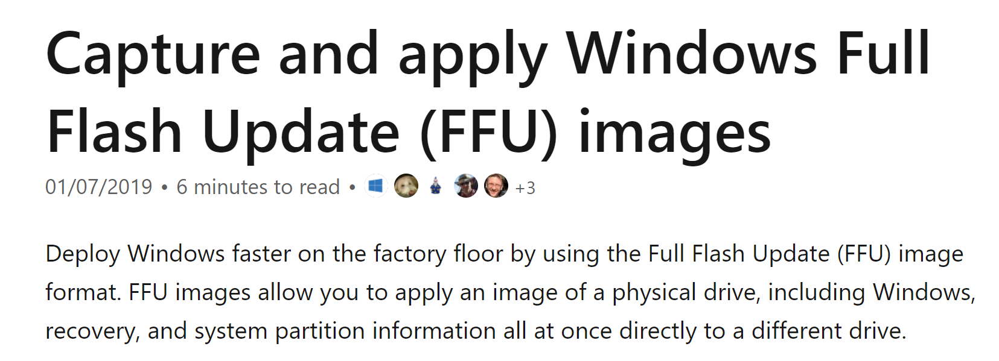 Capture and apply Windows Full
Flash Update (FFU) images
01/07/2019 • 6 minutes to read • +3
Deploy Windows faster on the factory floor by using the Full Flash Update (FFU) image
format. FFU images allow you to apply an image of a physical drive, including Windows,
recovery, and system partition information all at once directly to a different drive.